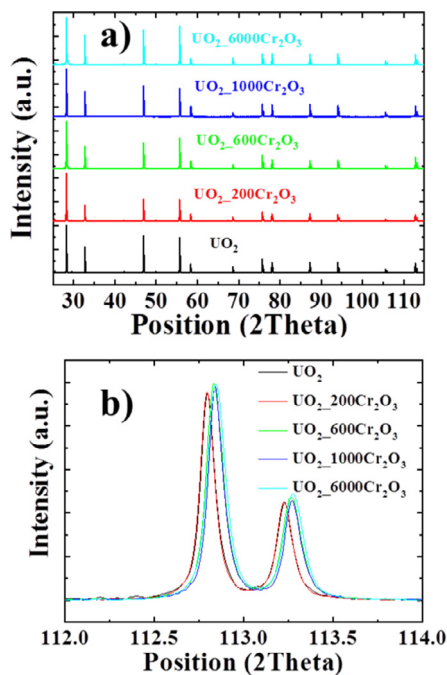 a)
UO2_6000Cr2O3
UO2_1000Cr2O3
UO2_600Cr2O3
UO2_200Cr2O3
UO2
Intensity (a.u.)
30 40 50 60 70 80 90 100 110
Position (2Theta)
b)
UO2
UO2_200Cr2O3
UO2_600Cr2O3
UO2_1000Cr2O3
UO2_6000Cr2O3
Intensity (a.u.)
112.0 112.5 113.0 113.5 114.0
Position (2Theta)